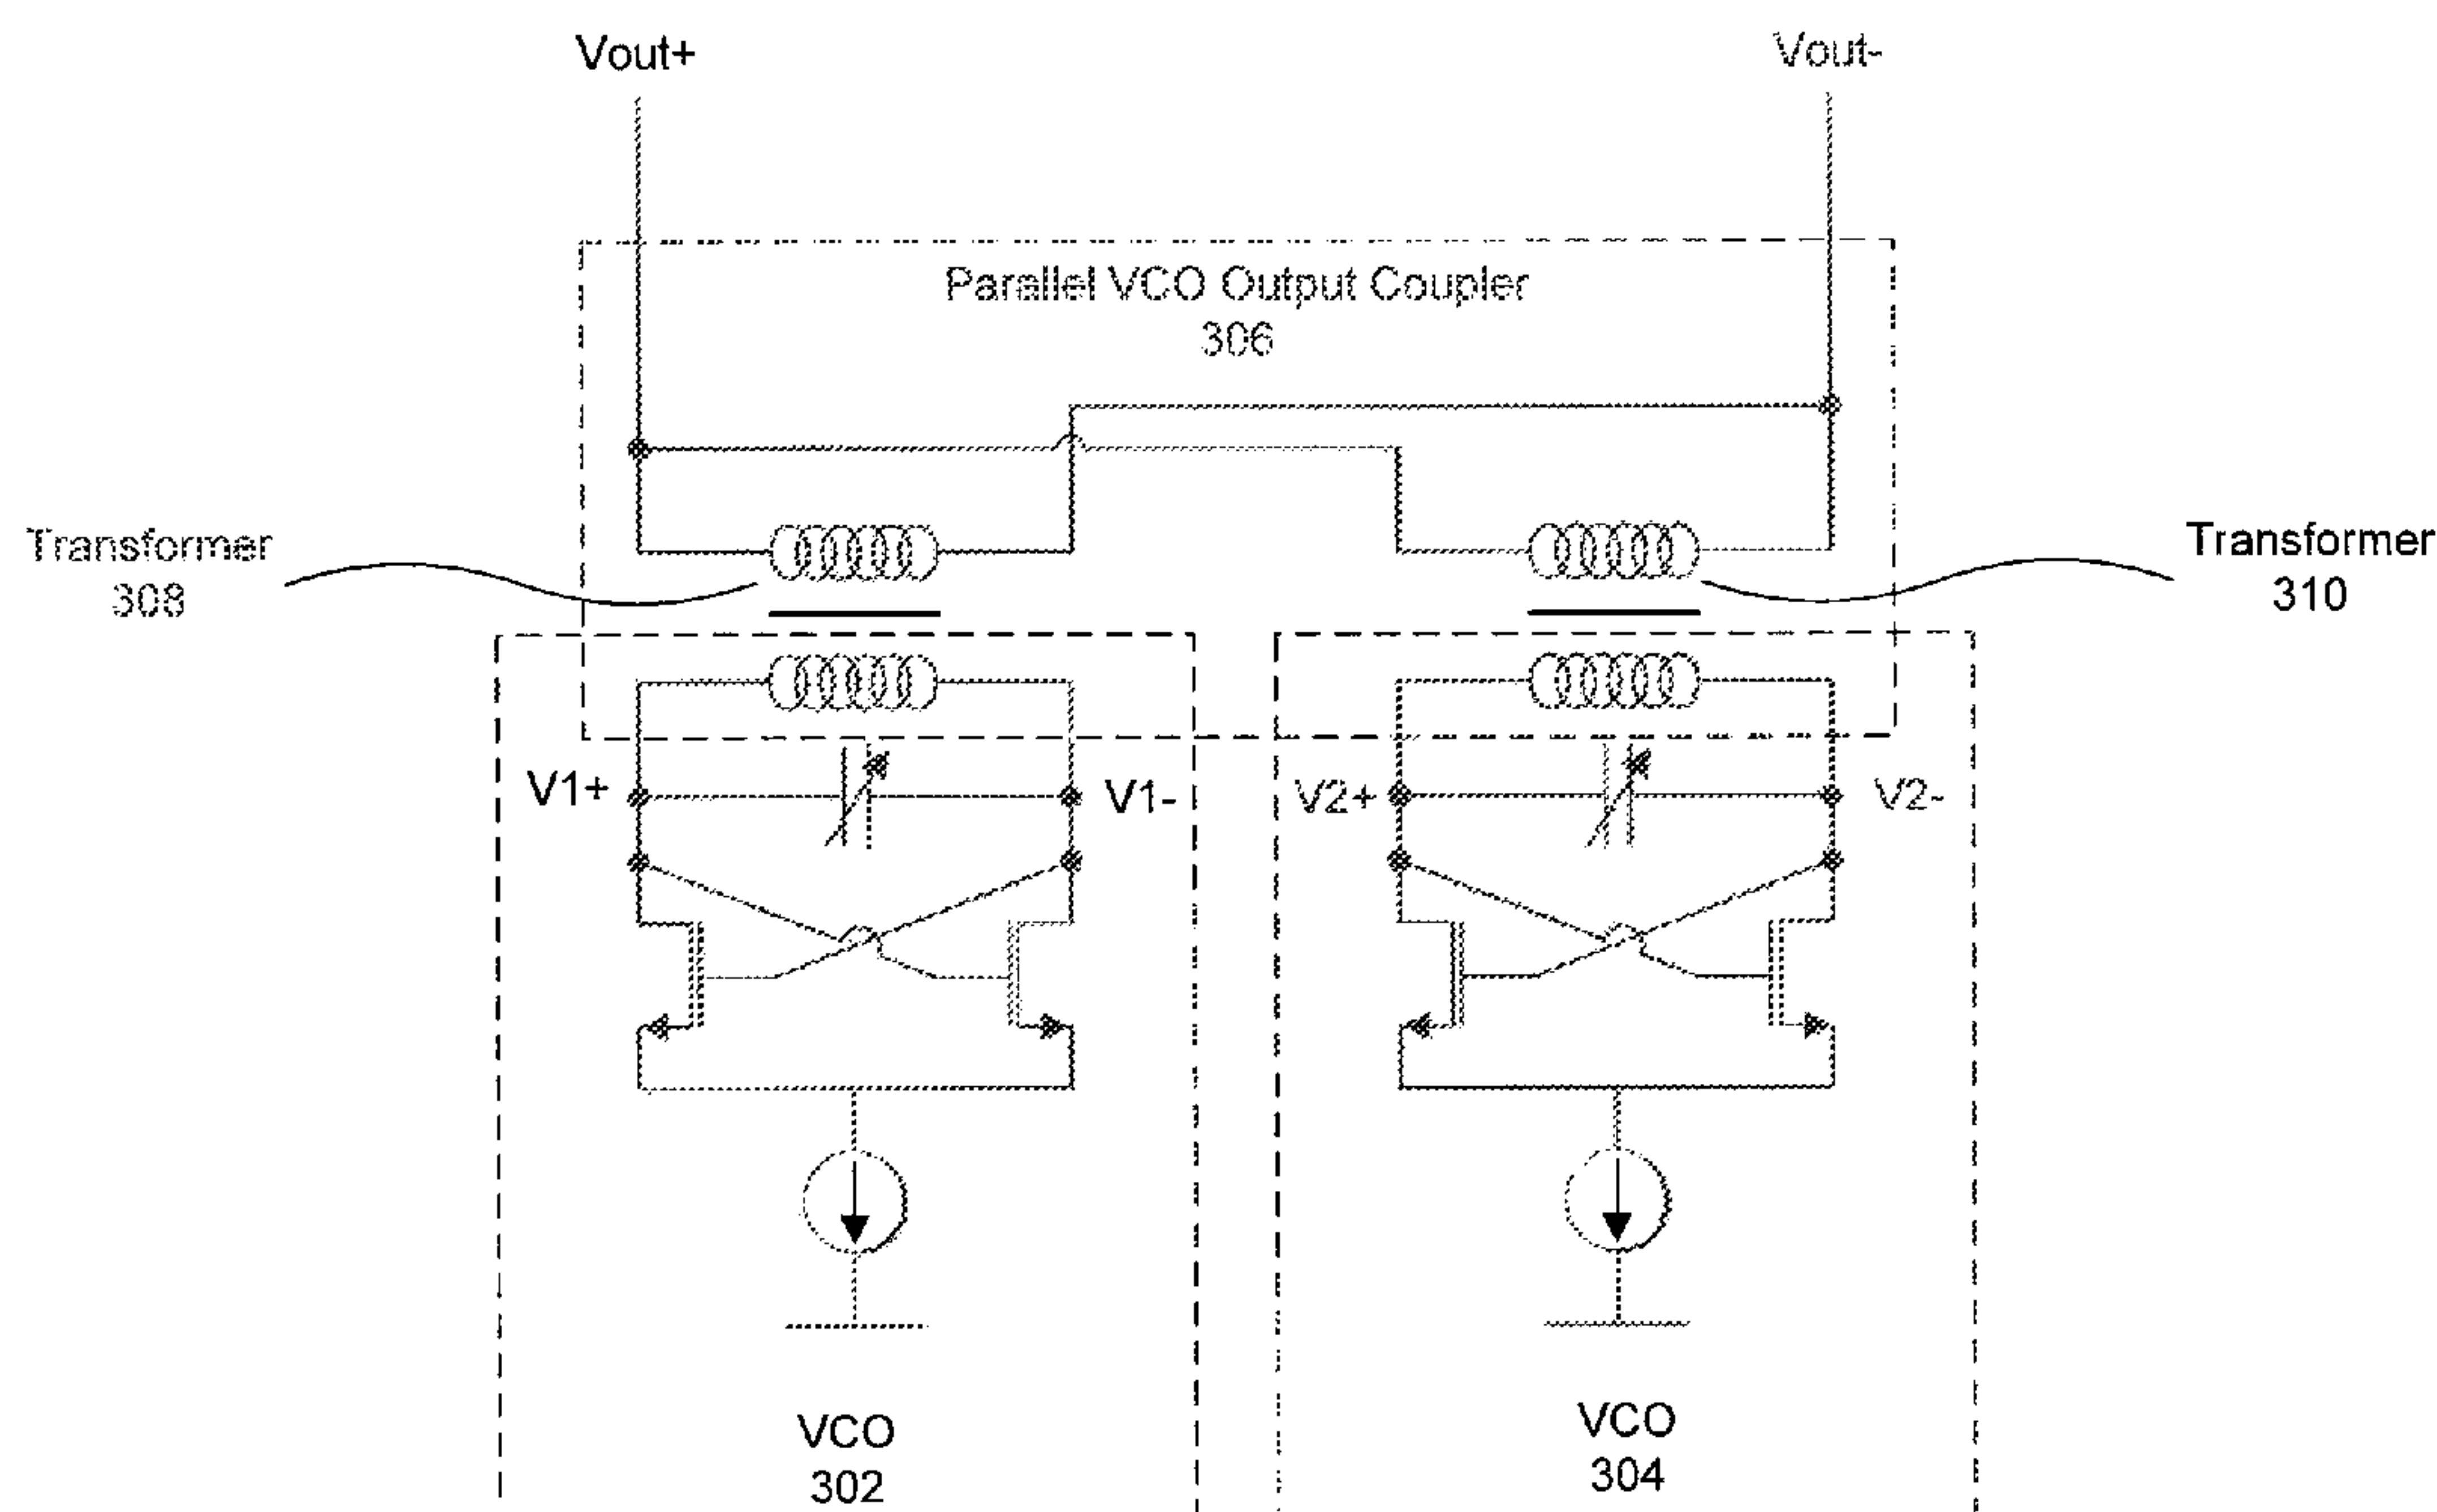 Vout+
Vout-
Parallel VCO Output Coupler
306
Transformer
308
Transformer
310
V1+
V1-
V2+
V2-
VCO
302
VCO
304